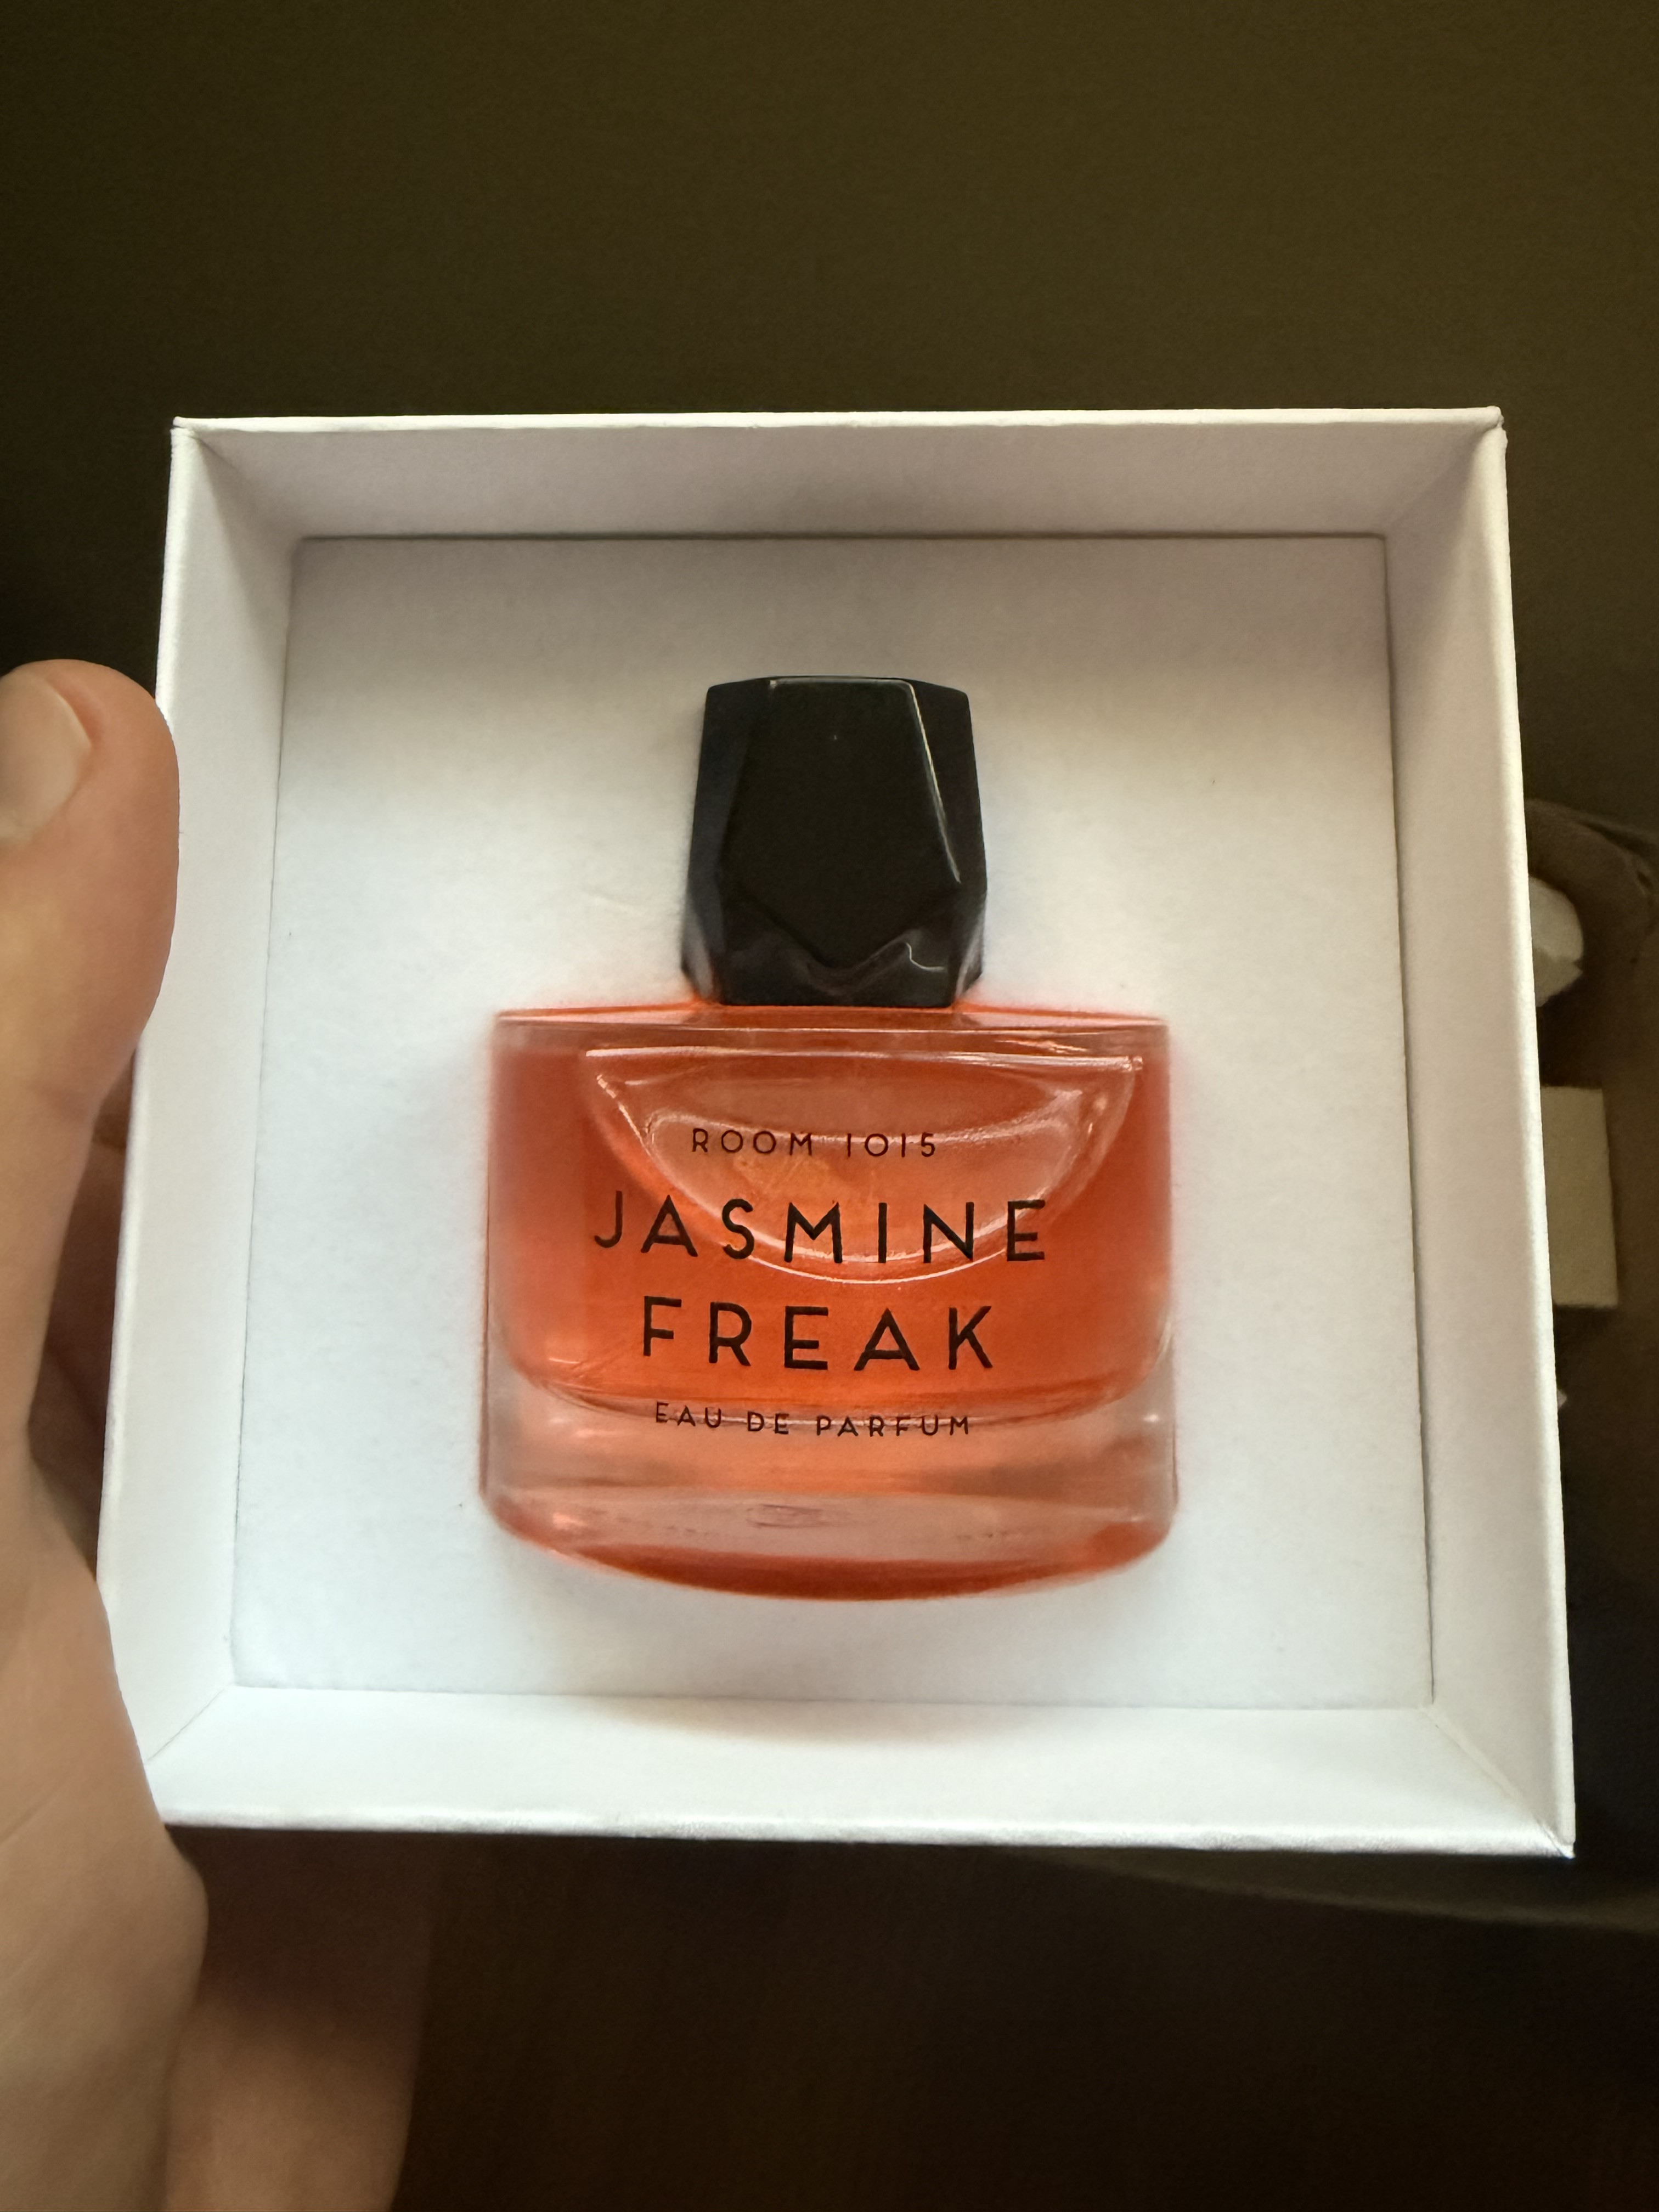 ROOM 1015
JASMINE
FREAK
EAU DE PARFUM